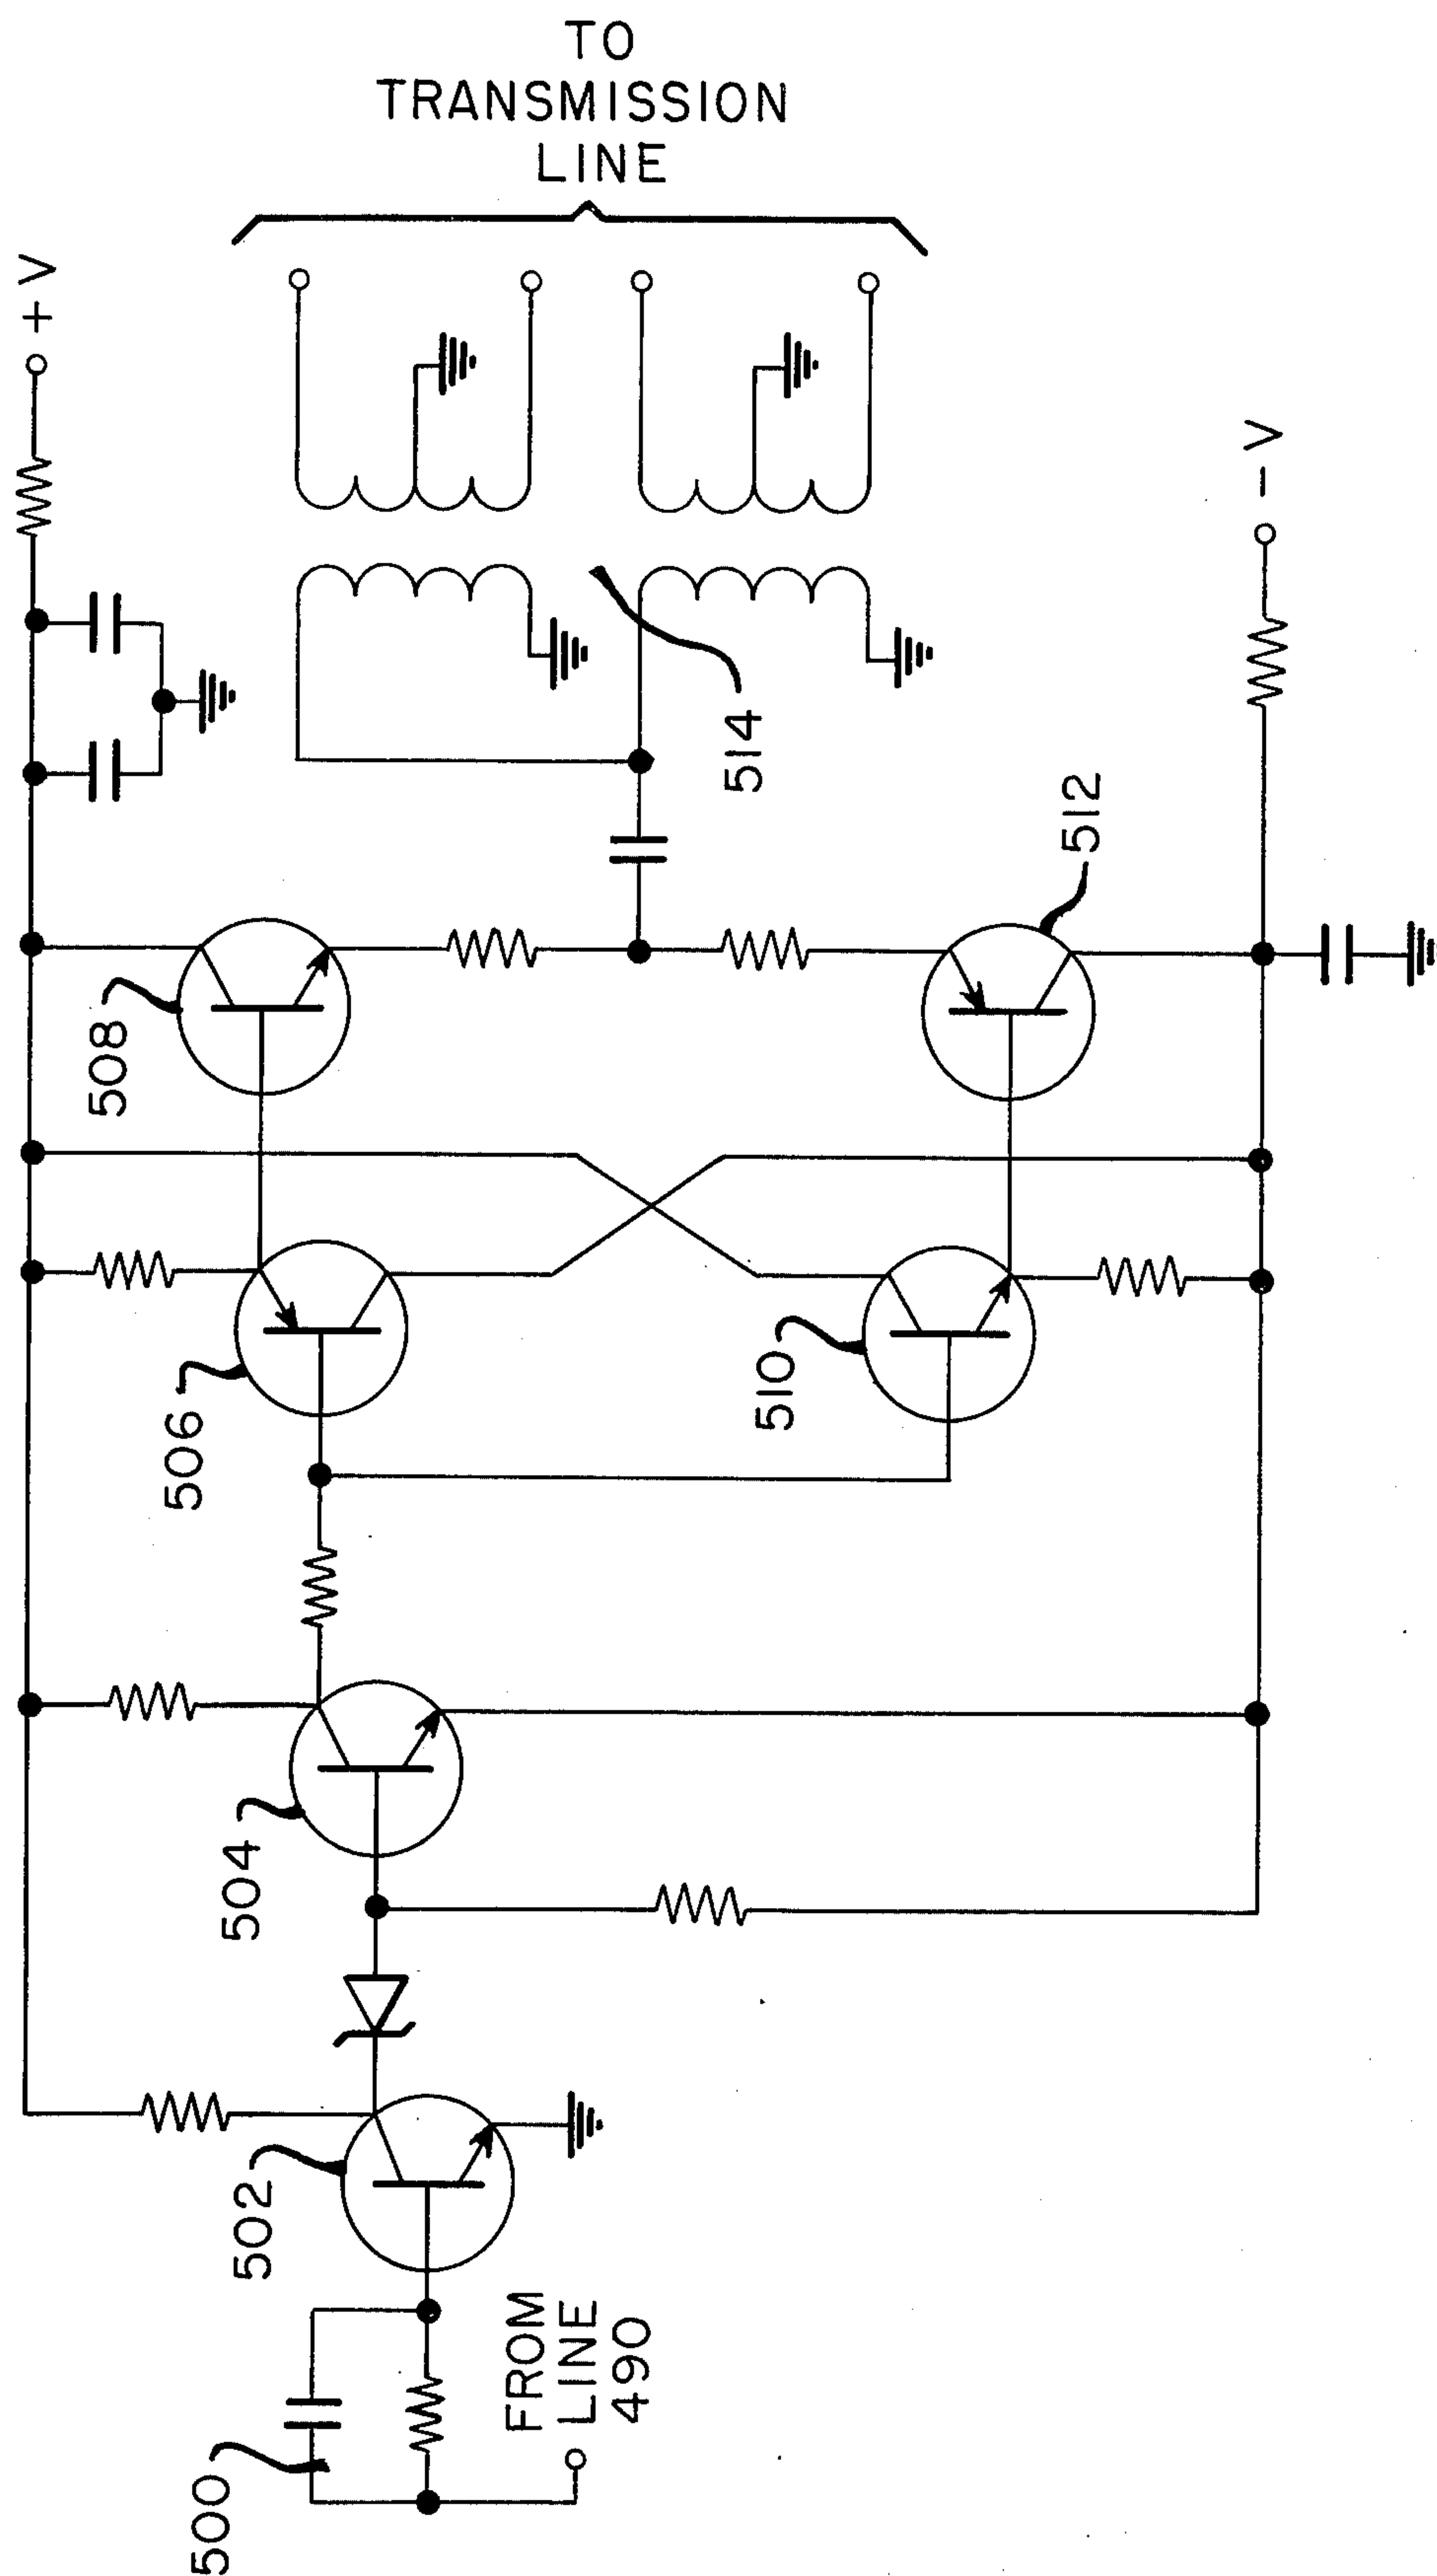 TO
TRANSMISSION
LINE
+ V
- V
514
512
508
506
510
504
502
FROM
LINE
490
500